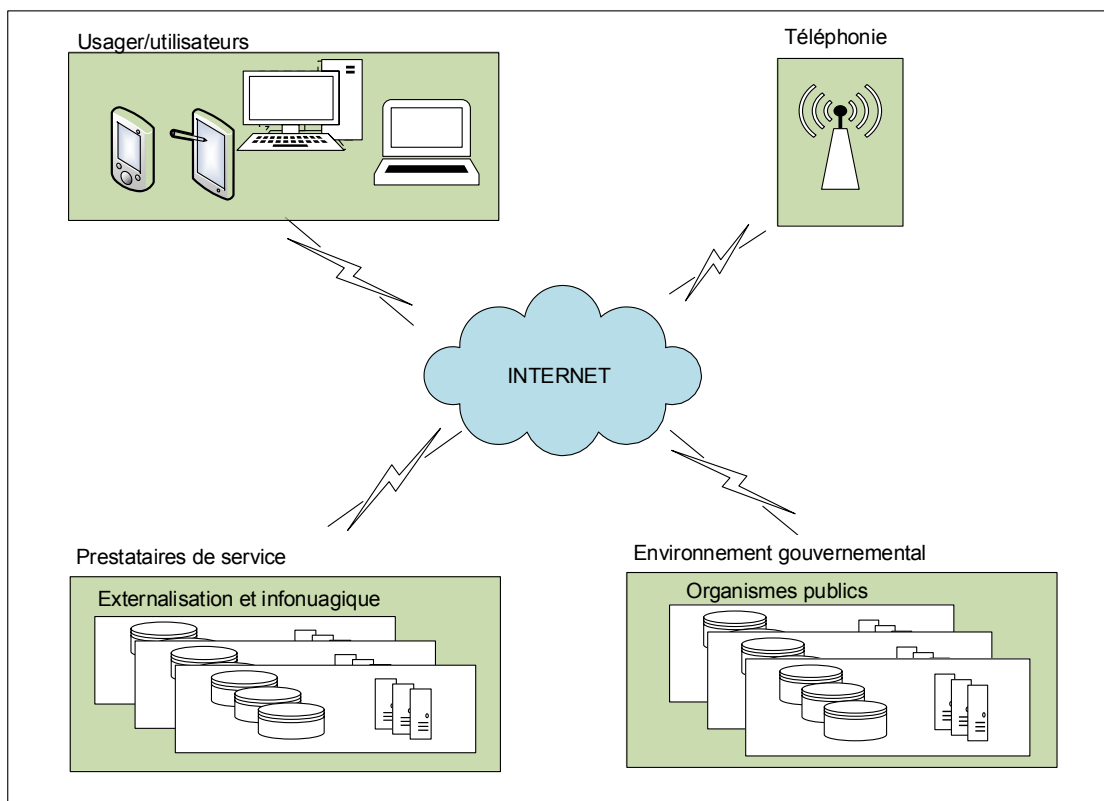 Usager/utilisateurs
Téléphonie
INTERNET
Prestataires de service
Environnement gouvernemental
Externalisation et infonuagique
Organismes publics